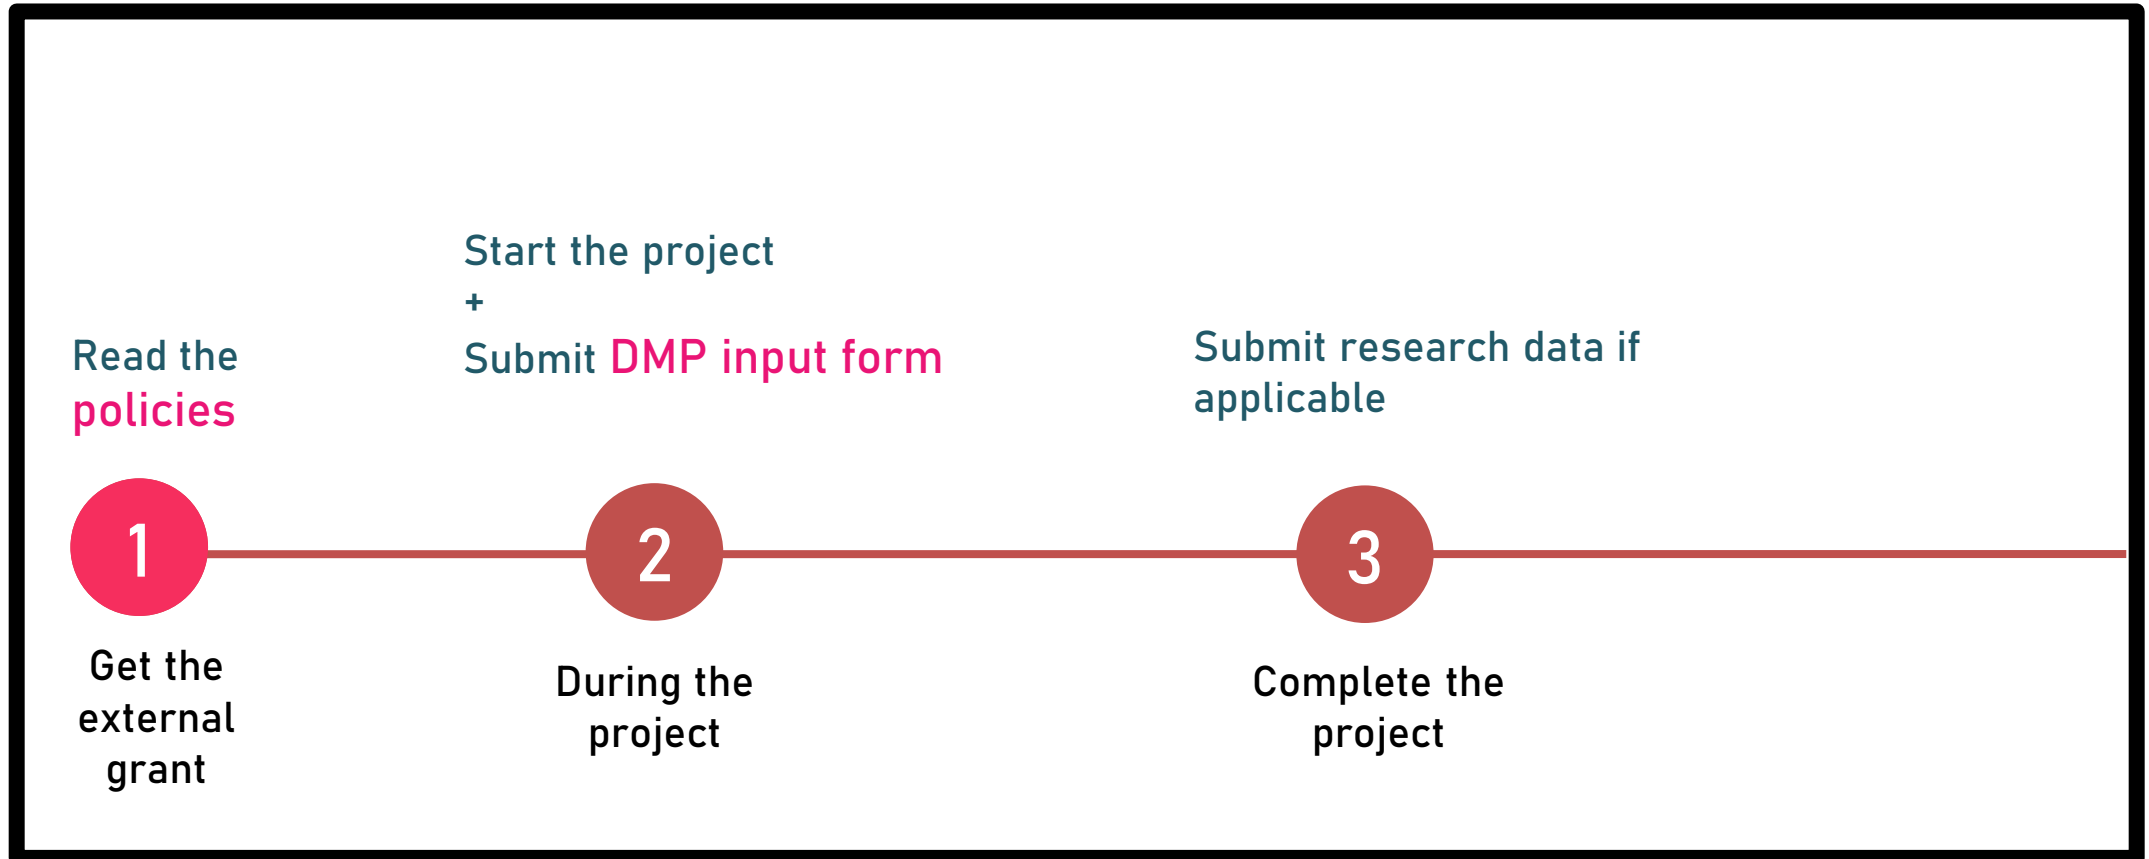 Read the
policies
Start the project
+
Submit DMP input form
Submit research data if
applicable
1
2
3
Get the
external
grant
During the
project
Complete the
project